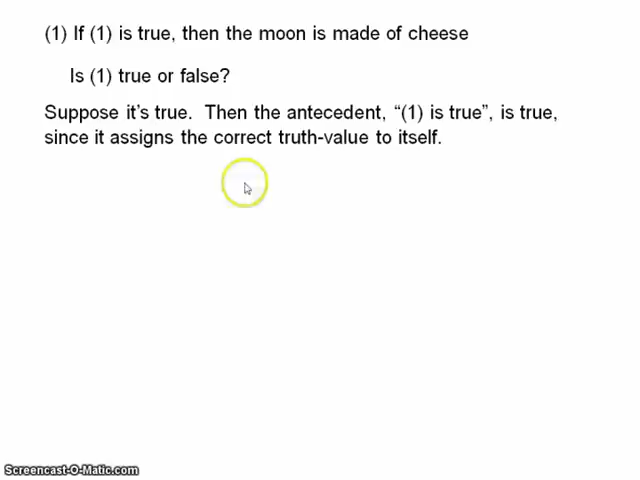 (1) If (1) is true, then the moon is made of cheese
Is (1) true or false?
Suppose it's true.  Then the antecedent, “(1) is true”, is true,
since it assigns the correct truth-value to itself.
Screencast-O-Matic.com